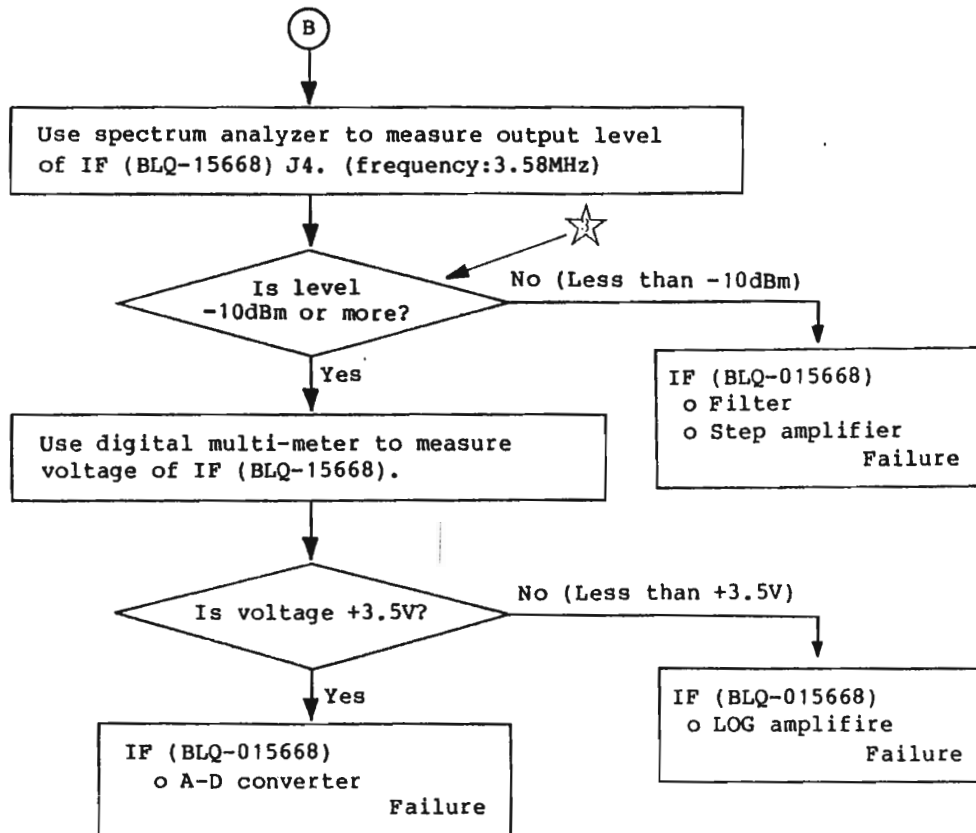 B
Use spectrum analyzer to measure output level
of IF (BLQ-15668) J4. (frequency:3.58MHz)
3
Is level
-10dBm or more?
No (Less than -10dBm)
Yes
IF (BLQ-015668)
o Filter
o Step amplifier
Failure
Use digital multi-meter to measure
voltage of IF (BLQ-15668).
Is voltage +3.5V?
No (Less than +3.5V)
Yes
IF (BLQ-015668)
o LOG amplifire
Failure
IF (BLQ-015668)
o A-D converter
Failure